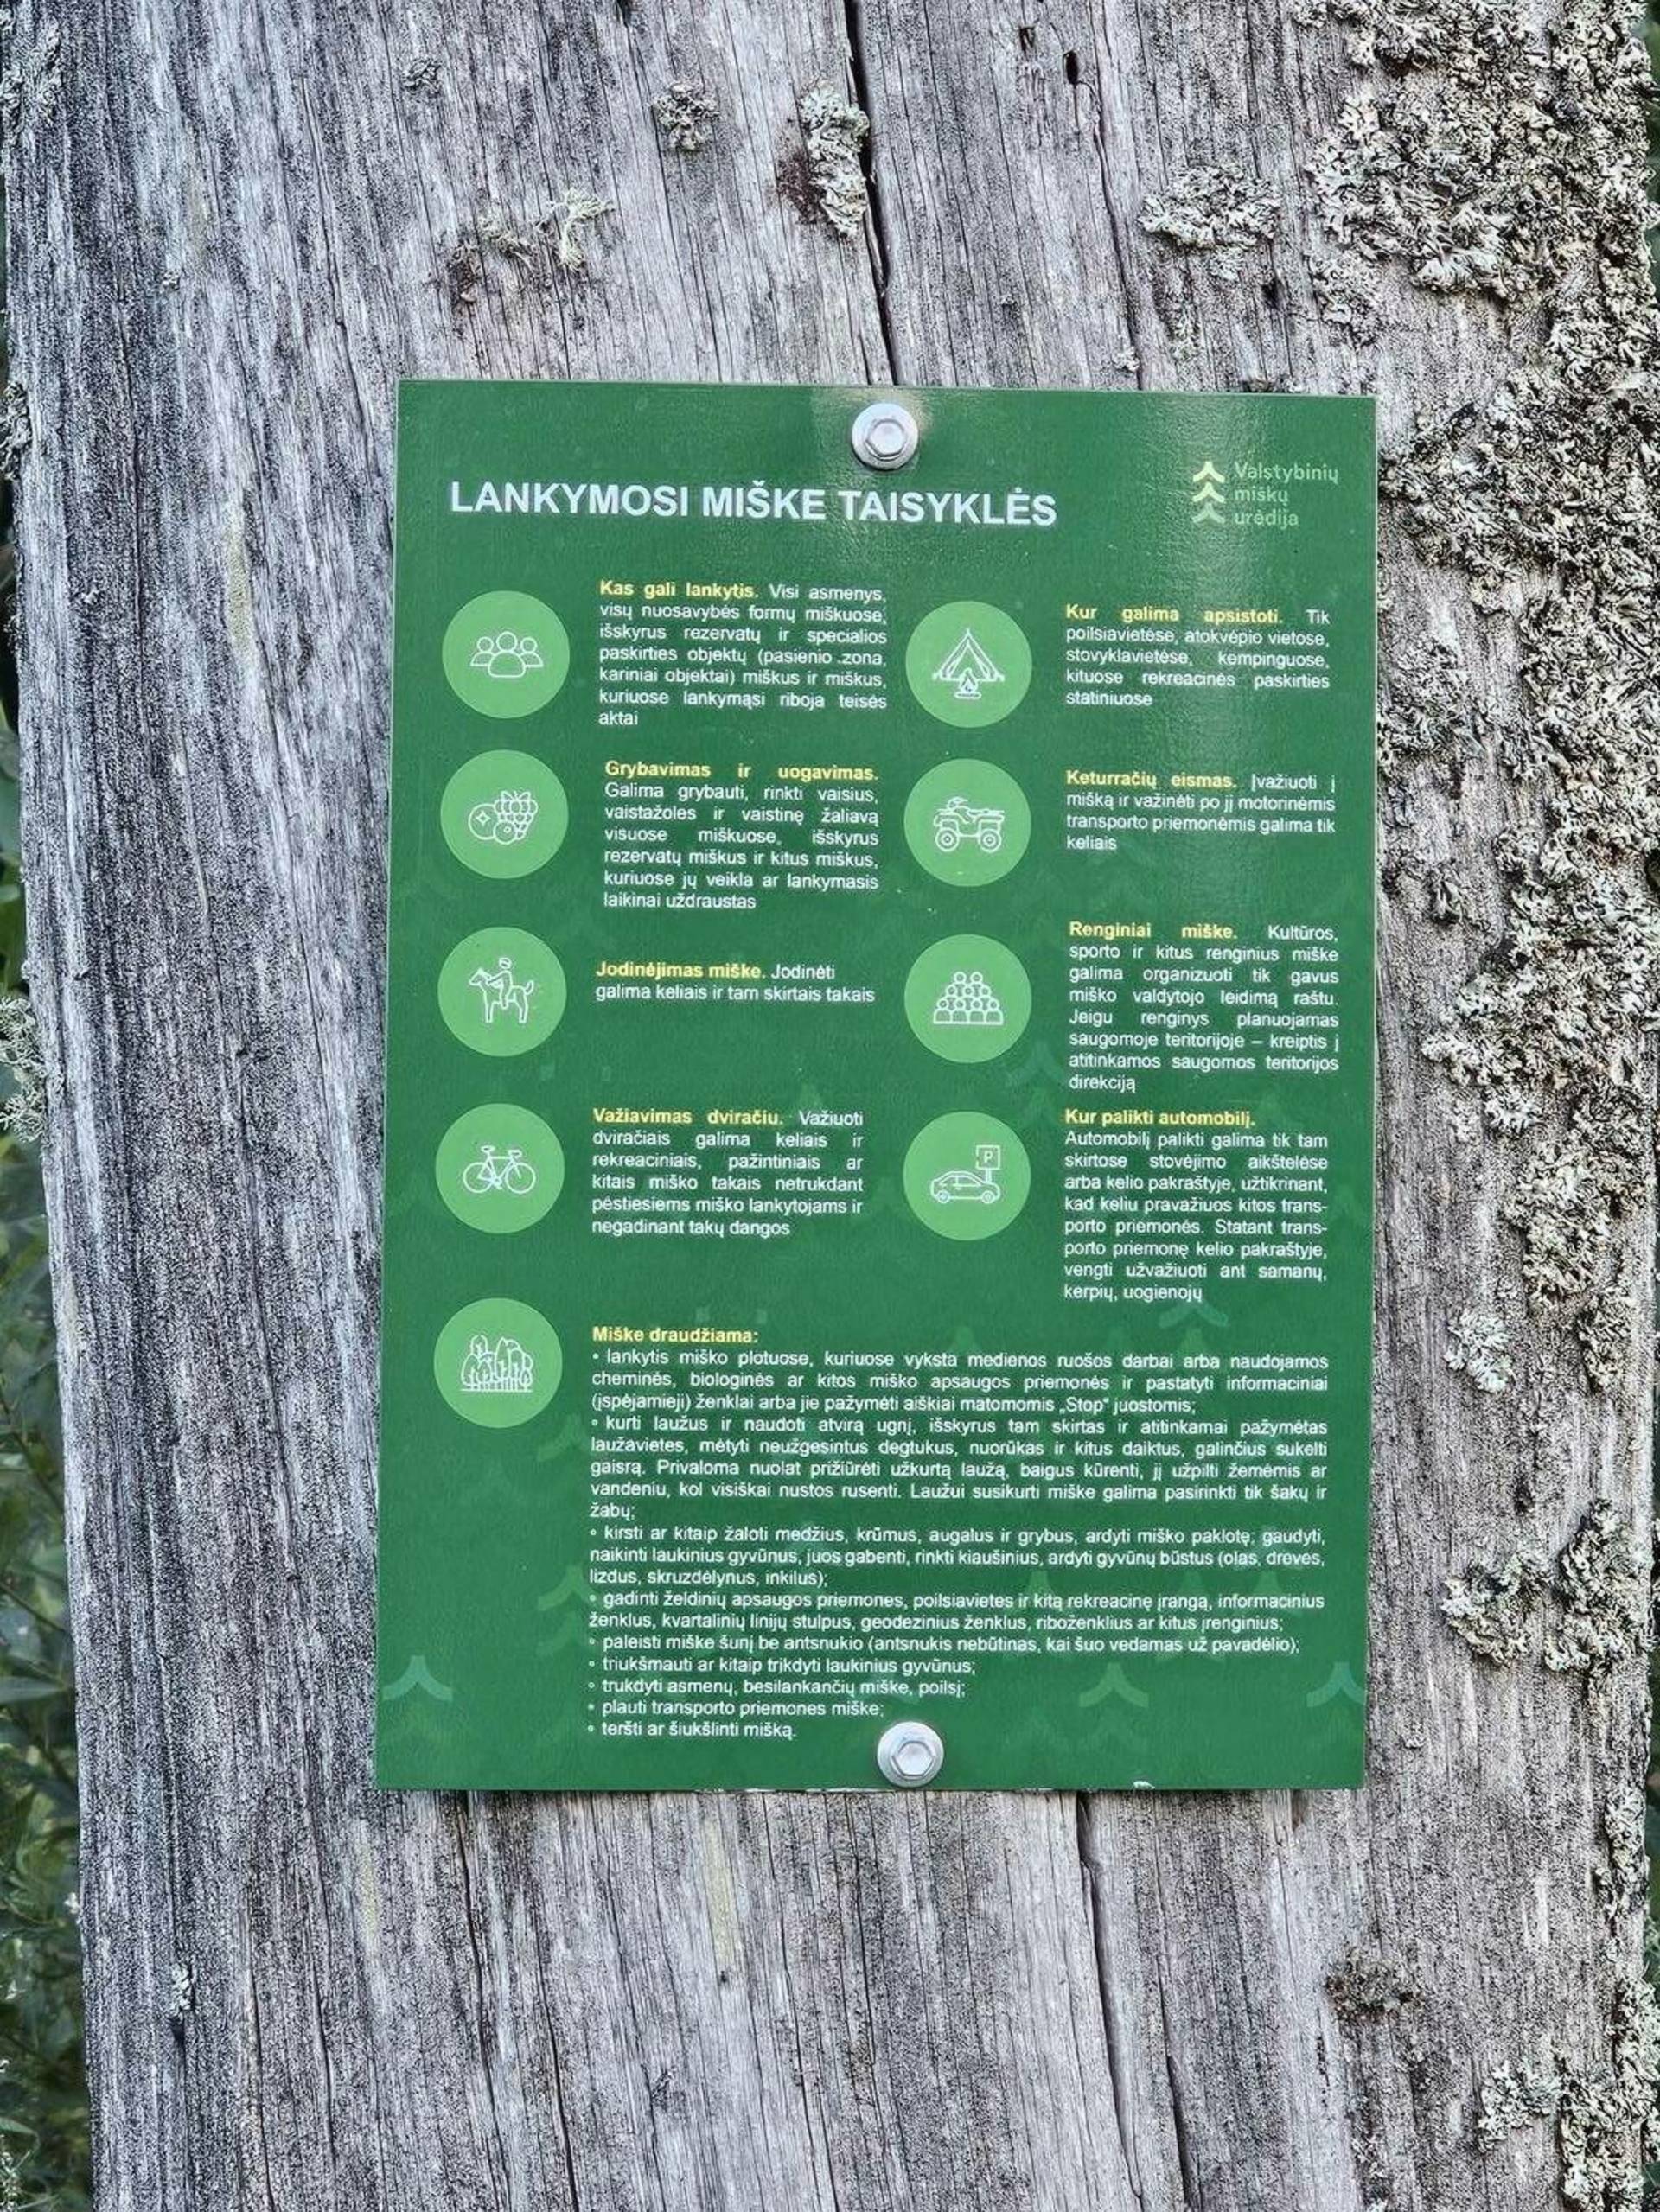 LANKYMOSI MIŠKE TAISYKLĖS
Valstybinių
miškų
urėdija
Kas gali lankytis. Visi asmenys,
visų nuosavybės formų miškuose,
išskyrus rezervatų ir specialios
paskirties objektų (pasienio zona,
kariniai objektai) miškus ir miškus,
kuriuose lankymąsi riboja teisės
aktai
Grybavimas ir uogavimas.
Galima grybauti, rinkti vaisius,
vaistažoles ir vaistinę žaliavą
visuose miškuose, išskyrus
rezervatų miškus ir kitus miškus,
kuriuose jų veikla ar lankymasis
laikinai uždraustas
Jodinėjimas miške. Jodinėti
galima keliais ir tam skirtais takais
Važiavimas dviračiu. Važiuoti
dviračiais galima keliais ir
rekreaciniais, pažintiniais ar
kitais miško takais netrukdant
pėstiesiems miško lankytojams ir
negadinant takų dangos
Kur galima apsistoti. Tik
poilsiavietėse, atokvėpio vietose,
stovyklavietėse, kempinguose,
kituose rekreacinės paskirties
statiniuose
Keturračių eismas. Įvažiuoti į
mišką ir važinėti po jį motorinėmis
transporto priemonėmis galima tik
keliais
Renginiai miške. Kultūros,
sporto ir kitus renginius miške
galima organizuoti tik gavus
miško valdytojo leidimą raštu.
Jeigu renginys planuojamas
saugomoje teritorijoje – kreiptis į
atitinkamos saugomos teritorijos
direkciją
Kur palikti automobilį.
Automobilį palikti galima tik tam
skirtose stovėjimo aikštelėse
arba kelio pakraštyje, užtikrinant,
kad keliu pravažiuos kitos trans-
porto priemonės. Statant trans-
porto priemonę kelio pakraštyje,
vengti užvažiuoti ant samanų,
kerpių, uogienojų
P
Miške draudžiama:
• lankytis miško plotuose, kuriuose vyksta medienos ruošos darbai arba naudojamos
cheminės, biologinės ar kitos miško apsaugos priemonės ir pastatyti informaciniai
(įspėjamieji) ženklai arba jie pažymėti aiškiai matomomis „Stop“ juostomis;
• kurti laužus ir naudoti atvirą ugnį, išskyrus tam skirtas ir atitinkamai pažymėtas
laužavietes, mėtyti neužgesintus degtukus, nuorūkas ir kitus daiktus, galinčius sukelti
gaisrą. Privaloma nuolat prižiūrėti užkurtą laužą, baigus kūrenti, jį užpilti žemėmis ar
vandeniu, kol visiškai nustos rusenti. Laužui susikurti miške galima pasirinkti tik šakų ir
žabų;
• kirsti ar kitaip žaloti medžius, krūmus, augalus ir grybus, ardyti miško paklotę; gaudyti,
naikinti laukinius gyvūnus, juos gabenti, rinkti kiaušinius, ardyti gyvūnų būstus (olas, dreves,
lizdus, skruzdėlynus, inkilus);
• gadinti želdinių apsaugos priemones, poilsiavietes ir kitą rekreacinę įrangą, informacinius
ženklus, kvartalinių linijų stulpus, geodezinius ženklus, riboženklius ar kitus įrenginius;
• paleisti miške šunį be antsnukio (antsnukis nebūtinas, kai šuo vedamas už pavadėlio);
• triukšmauti ar kitaip trikdyti laukinius gyvūnus;
• trukdyti asmenų, besilankančių miške, poilsį;
• plauti transporto priemones miške;
• teršti ar šiukšlinti mišką.